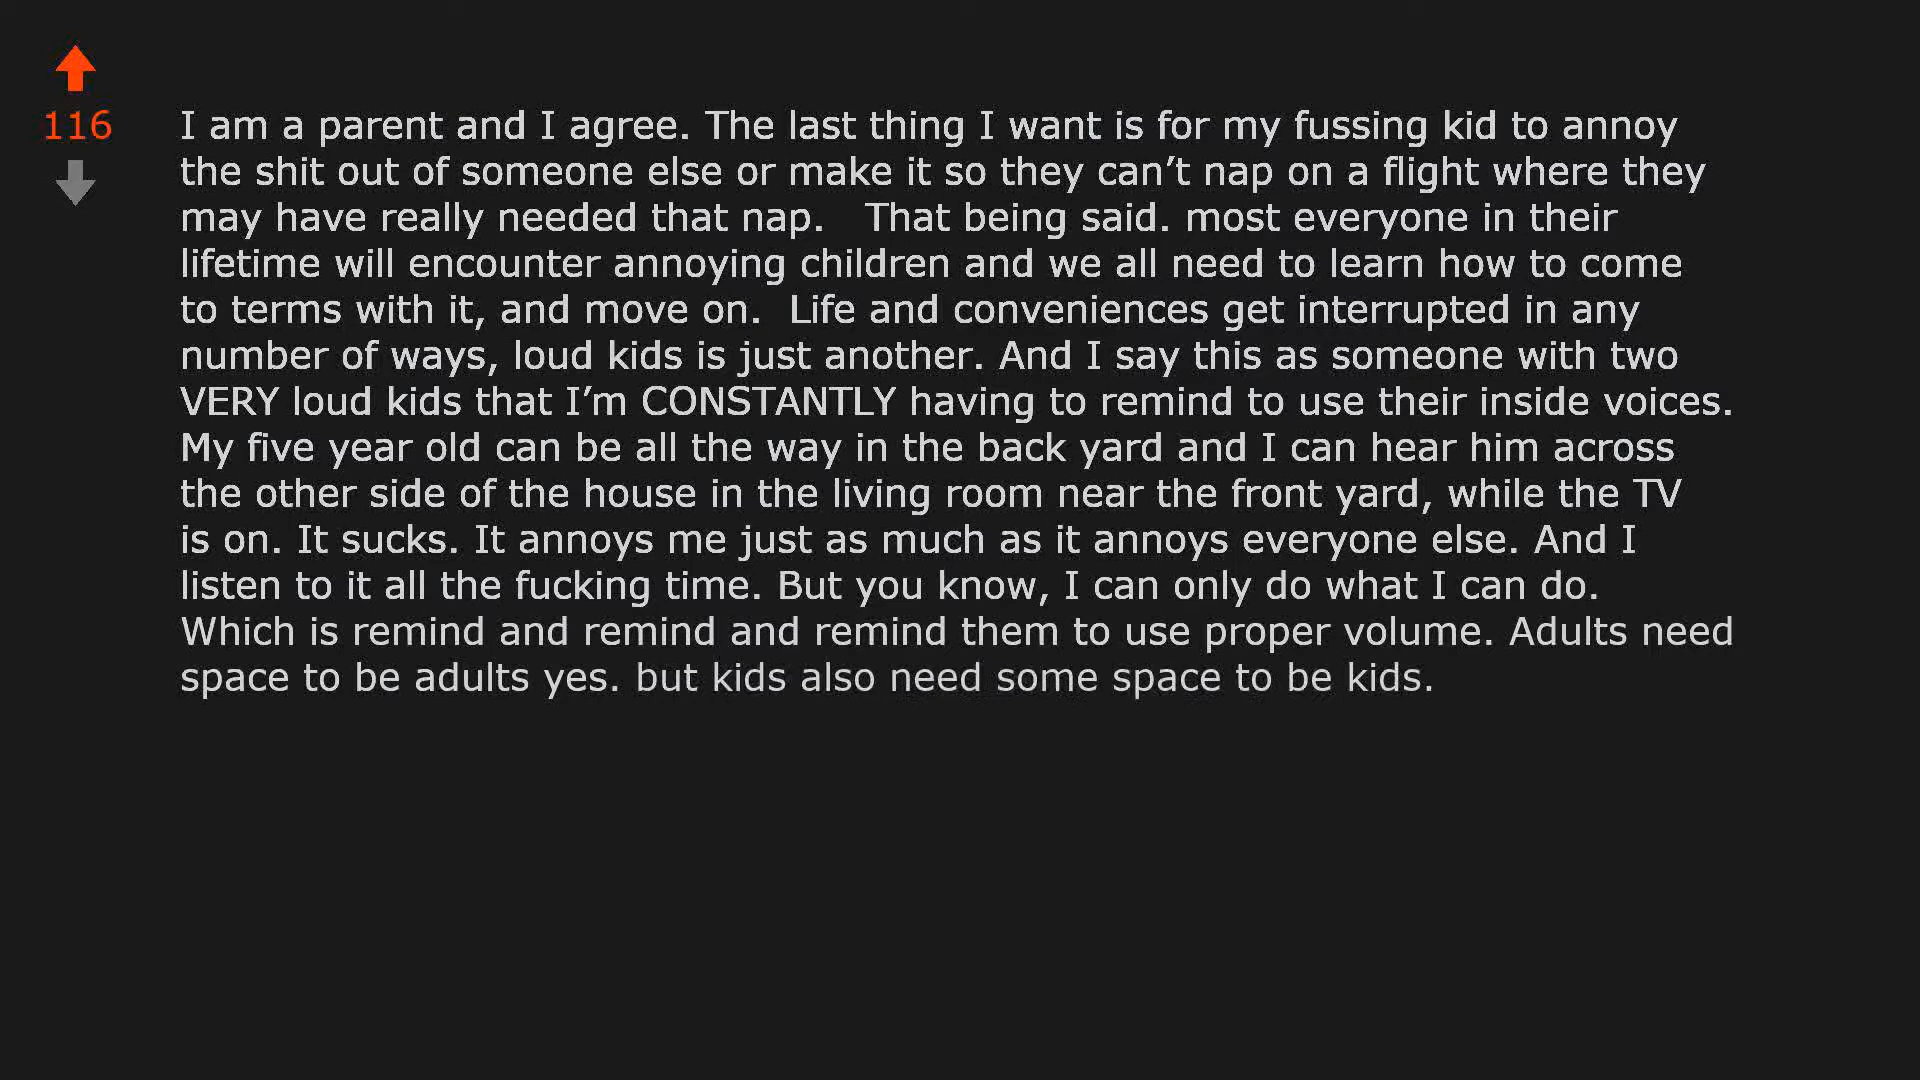 116
I am a parent and I agree. The last thing I want is for my fussing kid to annoy
the shit out of someone else or make it so they can’t nap on a flight where they
may have really needed that nap.   That being said. most everyone in their
lifetime will encounter annoying children and we all need to learn how to come
to terms with it, and move on.  Life and conveniences get interrupted in any
number of ways, loud kids is just another. And I say this as someone with two
VERY loud kids that I’m CONSTANTLY having to remind to use their inside voices.
My five year old can be all the way in the back yard and I can hear him across
the other side of the house in the living room near the front yard, while the TV
is on. It sucks. It annoys me just as much as it annoys everyone else. And I
listen to it all the fucking time. But you know, I can only do what I can do.
Which is remind and remind and remind them to use proper volume. Adults need
space to be adults yes. but kids also need some space to be kids.